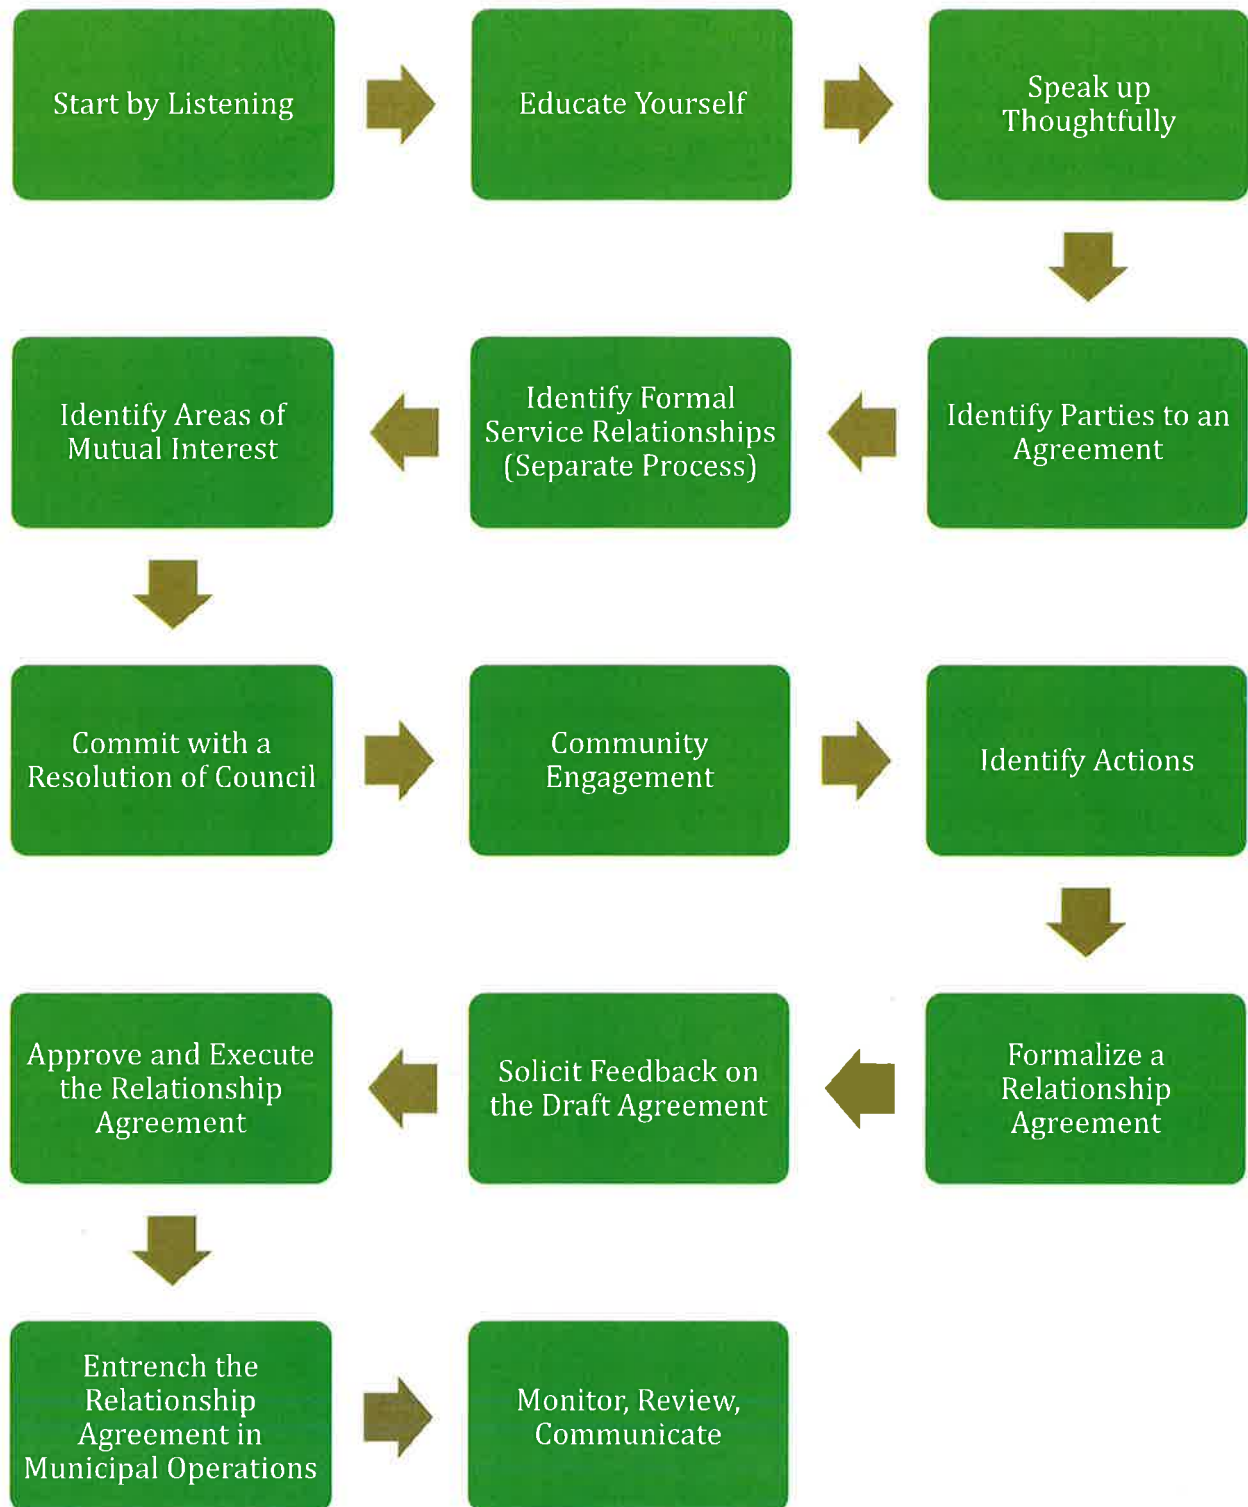 Start by Listening
Educate Yourself
Speak up
Thoughtfully
Identify Parties to an
Agreement
Identify Formal
Service Relationships
(Separate Process)
Identify Areas of
Mutual Interest
Commit with a
Resolution of Council
Community
Engagement
Identify Actions
Formalize a
Relationship
Agreement
Solicit Feedback on
the Draft Agreement
Approve and Execute
the Relationship
Agreement
Entrench the
Relationship
Agreement in
Municipal Operations
Monitor, Review,
Communicate